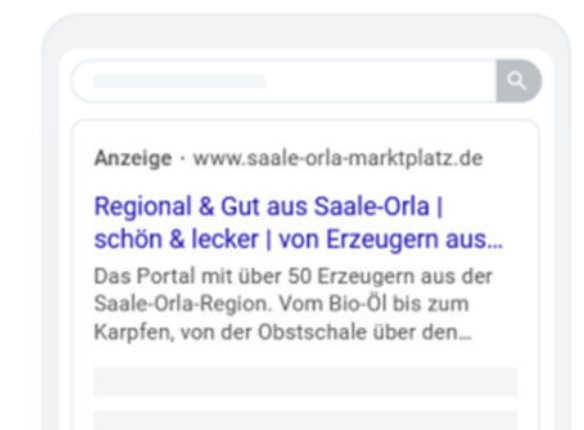 Anzeige · www.saale-orla-marktplatz.de
Regional & Gut aus Saale-Orla |
schön & lecker | von Erzeugern aus...
Das Portal mit über 50 Erzeugern aus der
Saale-Orla-Region. Vom Bio-Öl bis zum
Karpfen, von der Obstschale über den...